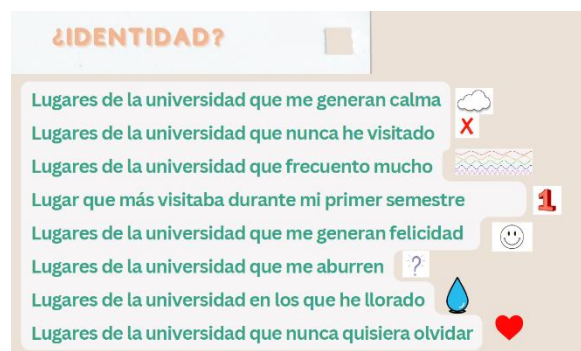 ¿IDENTIDAD?
Lugares de la universidad que me generan calma
Lugares de la universidad que nunca he visitado X
Lugares de la universidad que frecuento mucho
Lugar que más visitaba durante mi primer semestre 1
Lugares de la universidad que me generan felicidad
Lugares de la universidad que me aburren ?
Lugares de la universidad en los que he llorado
Lugares de la universidad que nunca quisiera olvidar